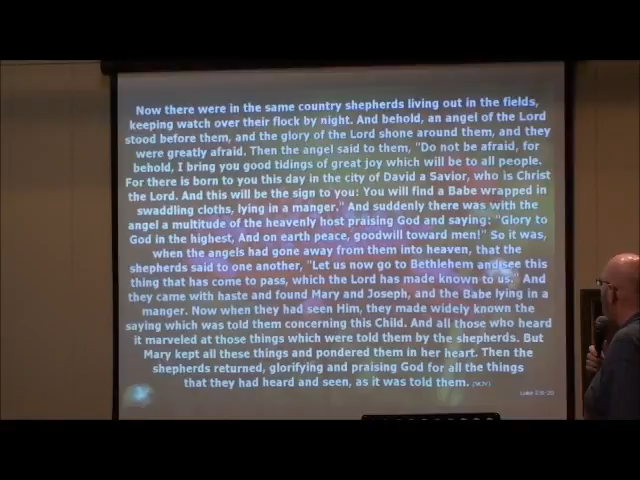 Now there were in the same country shepherds living out in the fields,
keeping watch over their flock by night. And behold, an angel of the Lord
stood before them, and the glory of the Lord shone around them, and they
were greatly afraid. Then the angel said to them, "Do not be afraid, for
behold, I bring you good tidings of great joy which will be to all people.
For there is born to you this day in the city of David a Savior, who is Christ
the Lord. And this will be the sign to you: You will find a Babe wrapped in
swaddling cloths, lying in a manger." And suddenly there was with the
angel a multitude of the heavenly host praising God and saying: "Glory to
God in the highest, And on earth peace, goodwill toward men!" So it was,
when the angels had gone away from them into heaven, that the
shepherds said to one another, "Let us now go to Bethlehem and see this
thing that has come to pass, which the Lord has made known to us." And
they came with haste and found Mary and Joseph, and the Babe lying in a
manger. Now when they had seen Him, they made widely known the
saying which was told them concerning this Child. And all those who heard
it marveled at those things which were told them by the shepherds. But
Mary kept all these things and pondered them in her heart. Then the
shepherds returned, glorifying and praising God for all the things
that they had heard and seen, as it was told them. (NKJV)
Luke 2:8-20